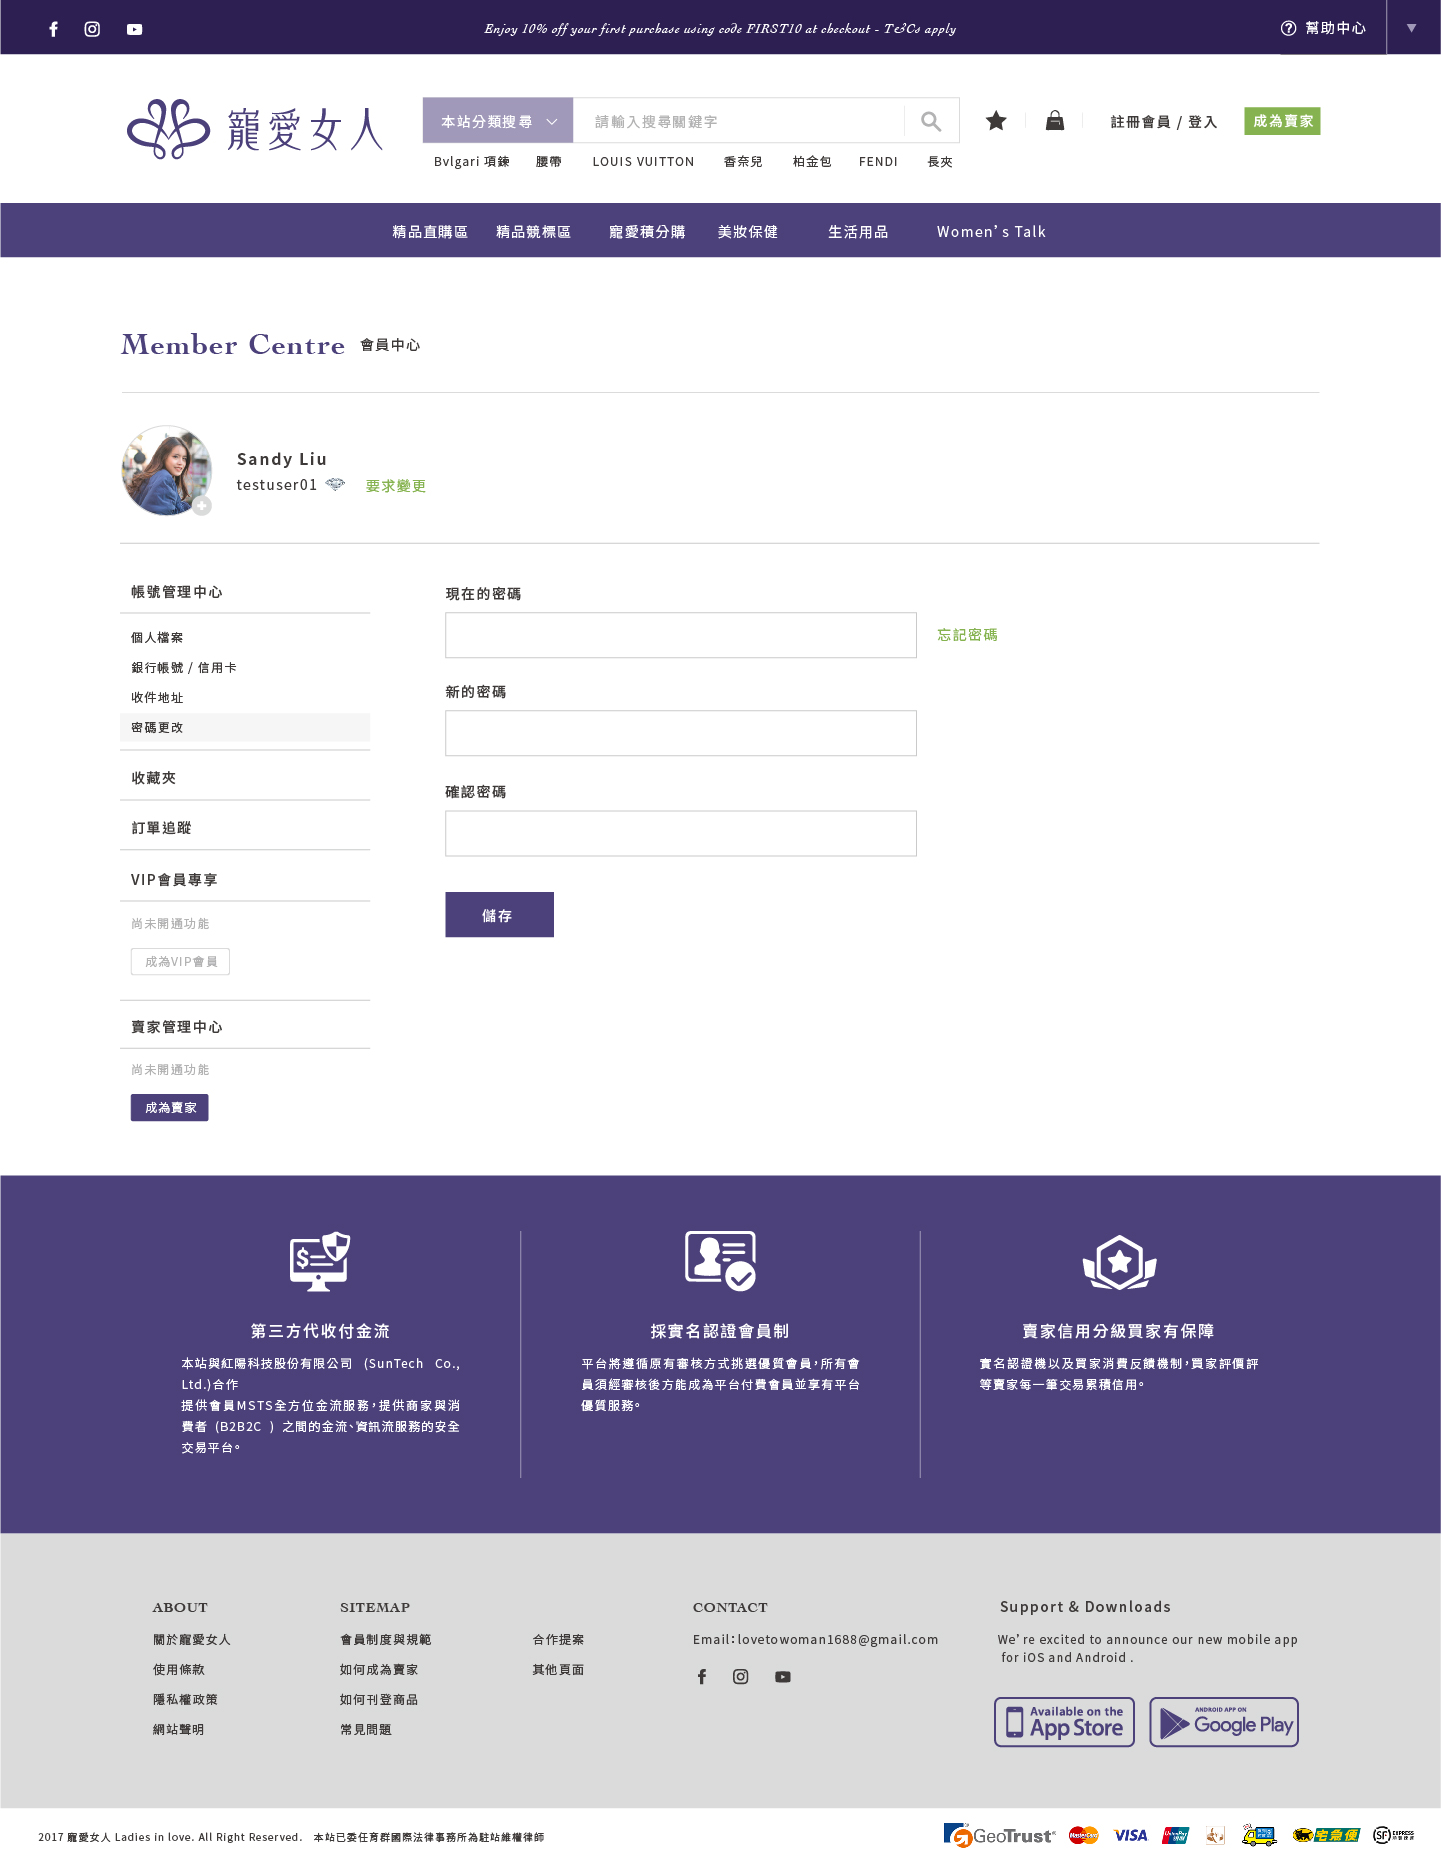 Enjoy 10% off your first purchase using code FIRST10 at checkout - T&Cs apply
幫助中心
寵愛女人
本站分類搜尋
請輸入搜尋關鍵字
註冊會員 / 登入
成為賣家
Bvlgari 項鍊 腰帶 LOUIS VUITTON 香奈兒 柏金包 FENDI 長夾
精品直購區 精品競標區 寵愛積分購 美妝保健 生活用品 Women's Talk
Member Centre 會員中心
Sandy Liu
testuser01 要求變更
帳號管理中心
個人檔案
銀行帳號 / 信用卡
收件地址
密碼更改
收藏夾
訂單追蹤
VIP會員專享
尚未開通功能
成為VIP會員
賣家管理中心
尚未開通功能
成為賣家
現在的密碼
忘記密碼
新的密碼
確認密碼
儲存
第三方代收付金流
本站與紅陽科技股份有限公司 (SunTech Co.,
Ltd.)合作
提供會員MSTS全方位金流服務，提供商家與消
費者 (B2B2C ) 之間的金流、資訊流服務的安全
交易平台。
採實名認證會員制
平台將遵循原有審核方式挑選優質會員，所有會
員須經審核後方能成為平台付費會員並享有平台
優質服務。
賣家信用分級買家有保障
實名認證機以及買家消費反饋機制，買家評價評
等賣家每一筆交易累積信用。
ABOUT
關於寵愛女人
使用條款
隱私權政策
網站聲明
SITEMAP
會員制度與規範
如何成為賣家
如何刊登商品
常見問題
合作提案
其他頁面
CONTACT
Email：lovetowoman1688@gmail.com
Support & Downloads
We're excited to announce our new mobile app
for iOS and Android .
Available on the
App Store
ANDROID APP ON
Google Play
2017 寵愛女人 Ladies in love. All Right Reserved. 本站已委任育群國際法律事務所為駐站維權律師
GeoTrust MasterCard VISA UnionPay 宅急便 SF EXPRESS